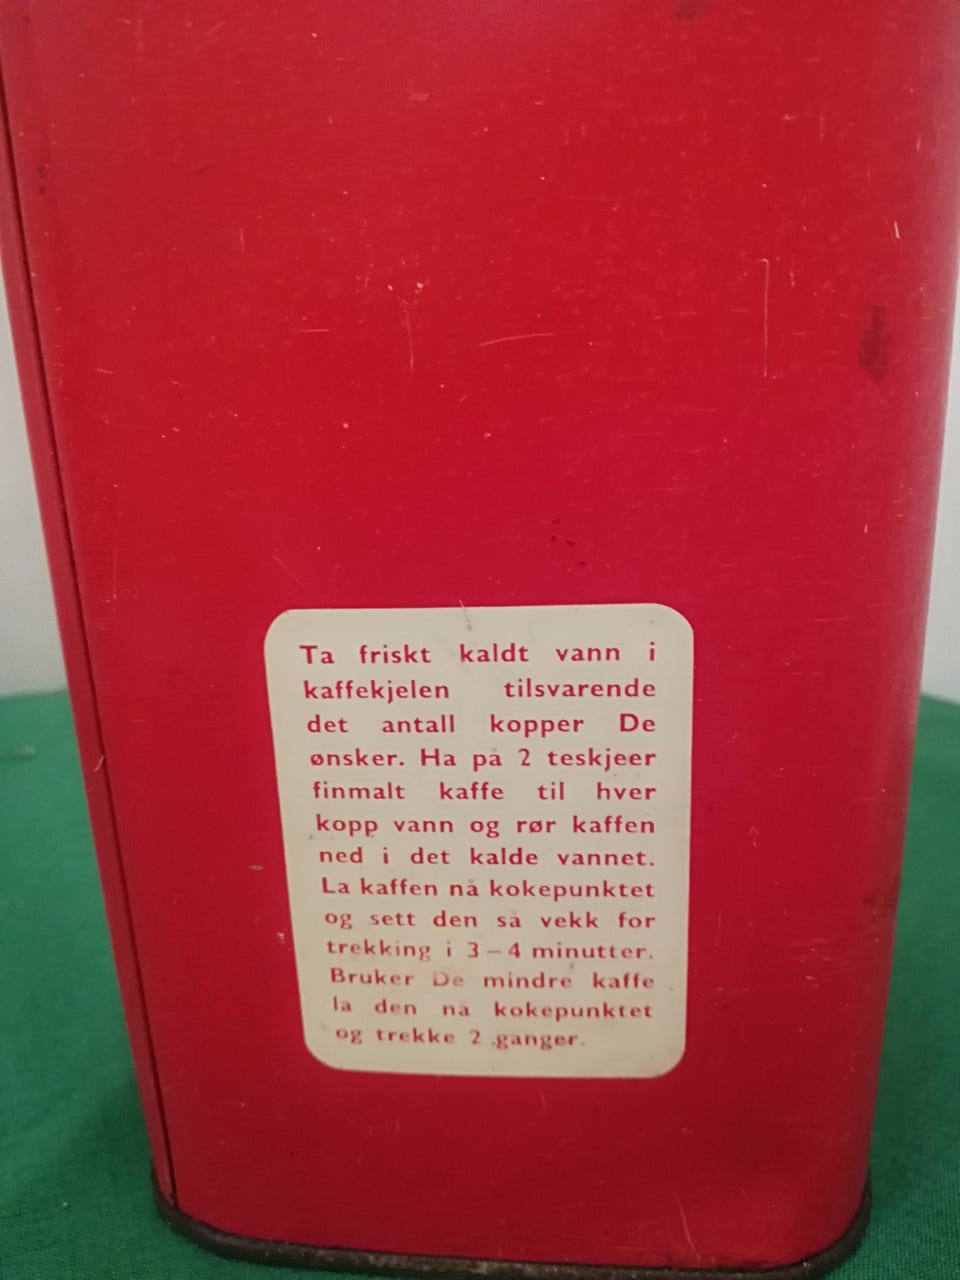 Ta friskt kaldt vann i
kaffekjelen tilsvarende
det antall kopper De
ønsker. Ha på 2 teskjeer
finmalt kaffe til hver
kopp vann og rør kaffen
ned i det kalde vannet.
La kaffen nå kokepunktet
og sett den så vekk for
trekking i 3–4 minutter.
Bruker De mindre kaffe
la den nå kokepunktet
og trekke 2 ganger.